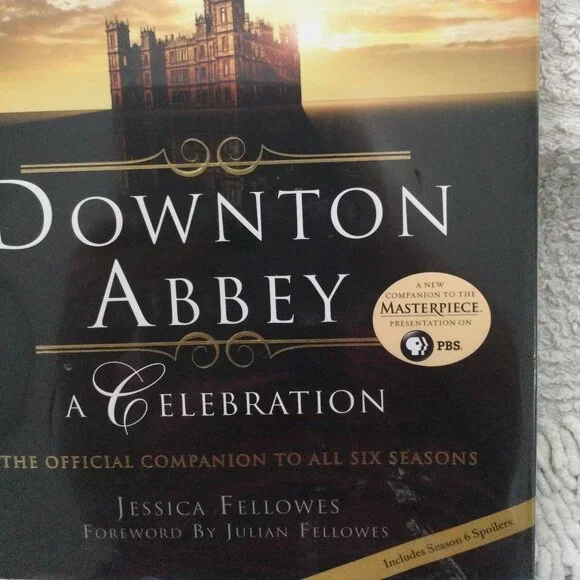 DOWNTON
ABBEY
A CELEBRATION
THE OFFICIAL COMPANION TO ALL SIX SEASONS
JESSICA FELLOWES
FOREWORD BY JULIAN FELLOWES
A NEW
COMPANION TO THE
MASTERPIECE.
PRESENTATION ON
PBS.
Includes Season 6 Spoilers